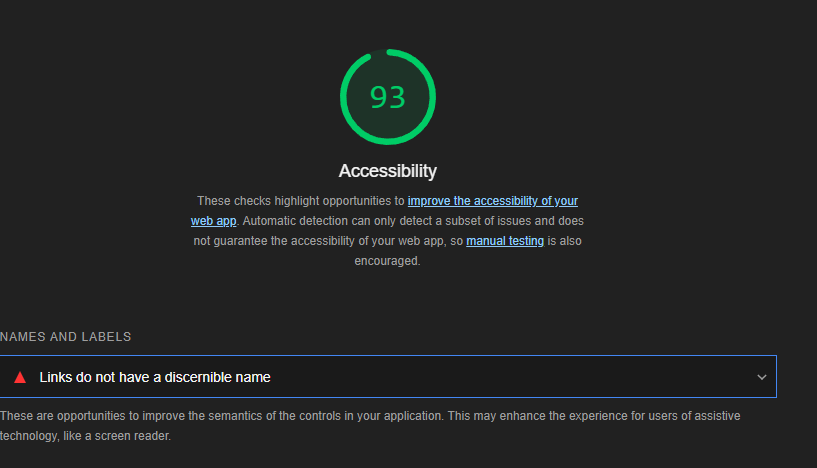 93
Accessibility
These checks highlight opportunities to improve the accessibility of your
web app. Automatic detection can only detect a subset of issues and does
not guarantee the accessibility of your web app, so manual testing is also
encouraged.
NAMES AND LABELS
Links do not have a discernible name
These are opportunities to improve the semantics of the controls in your application. This may enhance the experience for users of assistive
technology, like a screen reader.